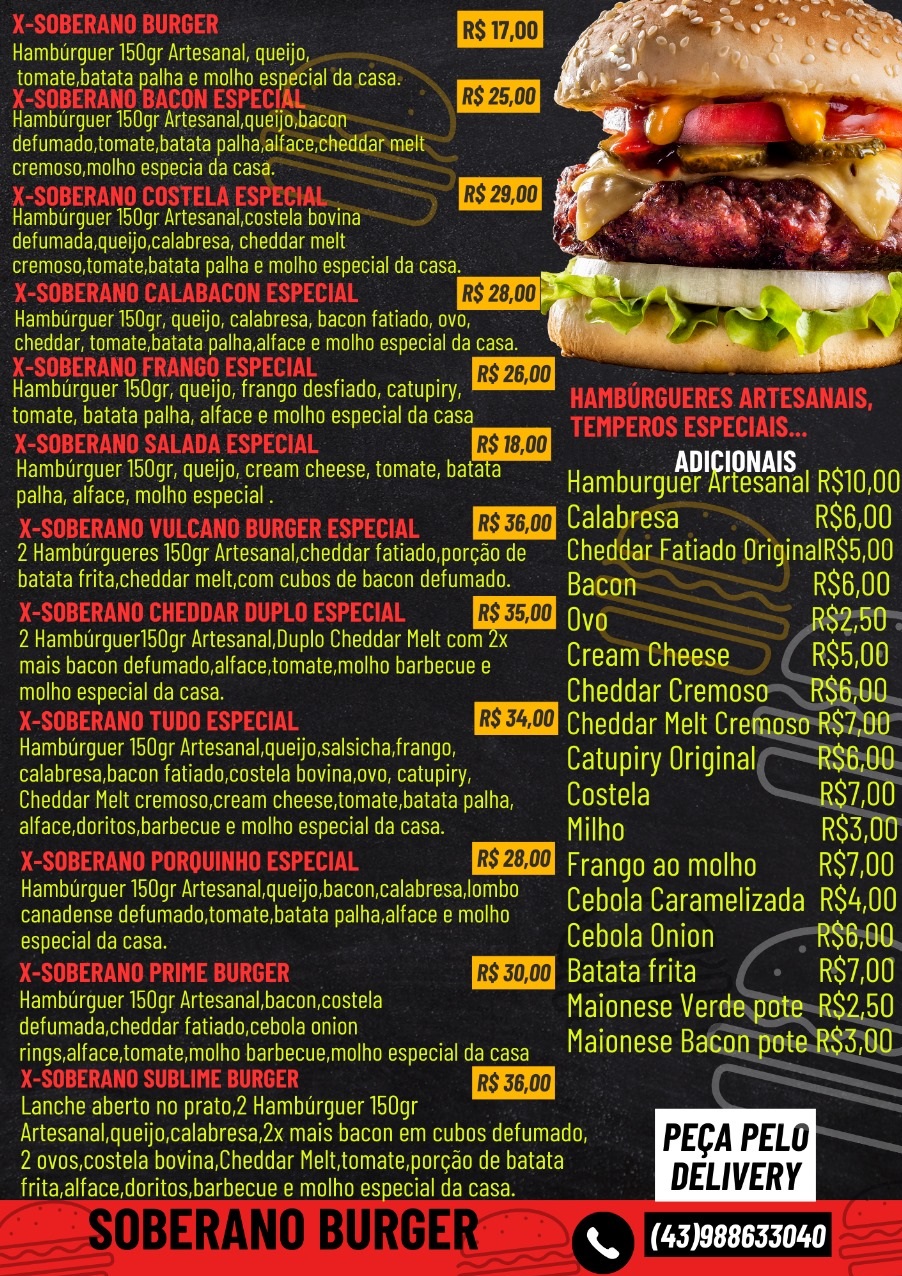 X-SOBERANO BURGER
R$ 17,00
Hambúrguer 150gr Artesanal, queijo,
tomate,batata palha e molho especial da casa.
X-SOBERANO BACON ESPECIAL
R$ 25,00
Hambúrguer 150gr Artesanal,queijo,bacon
defumado,tomate,batata palha,alface,cheddar melt
cremoso,molho especia da casa.
X-SOBERANO COSTELA ESPECIAL
R$ 29,00
Hambúrguer 150gr Artesanal,costela bovina
defumada,queijo,calabresa, cheddar melt
cremoso,tomate,batata palha e molho especial da casa.
X-SOBERANO CALABACON ESPECIAL
R$ 28,00
Hambúrguer 150gr, queijo, calabresa, bacon fatiado, ovo,
cheddar, tomate,batata palha,alface e molho especial da casa.
X-SOBERANO FRANGO ESPECIAL
R$ 26,00
Hambúrguer 150gr, queijo, frango desfiado, catupiry,
tomate, batata palha, alface e molho especial da casa
X-SOBERANO SALADA ESPECIAL
R$ 18,00
Hambúrguer 150gr, queijo, cream cheese, tomate, batata
palha, alface, molho especial .
X-SOBERANO VULCANO BURGER ESPECIAL
R$ 36,00
2 Hambúrgueres 150gr Artesanal,cheddar fatiado,porção de
batata frita,cheddar melt,com cubos de bacon defumado.
X-SOBERANO CHEDDAR DUPLO ESPECIAL
R$ 35,00
2 Hambúrguer150gr Artesanal,Duplo Cheddar Melt com 2x
mais bacon defumado,alface,tomate,molho barbecue e
molho especial da casa.
X-SOBERANO TUDO ESPECIAL
R$ 34,00
Hambúrguer 150gr Artesanal,queijo,salsicha,frango,
calabresa,bacon fatiado,costela bovina,ovo, catupiry,
Cheddar Melt cremoso,cream cheese,tomate,batata palha,
alface,doritos,barbecue e molho especial da casa.
X-SOBERANO PORQUINHO ESPECIAL
R$ 28,00
Hambúrguer 150gr Artesanal,queijo,bacon,calabresa,lombo
canadense defumado,tomate,batata palha,alface e molho
especial da casa.
X-SOBERANO PRIME BURGER
R$ 30,00
Hambúrguer 150gr Artesanal,bacon,costela
defumada,cheddar fatiado,cebola onion
rings,alface,tomate,molho barbecue,molho especial da casa
X-SOBERANO SUBLIME BURGER
R$ 36,00
Lanche aberto no prato,2 Hambúrguer 150gr
Artesanal,queijo,calabresa,2x mais bacon em cubos defumado,
2 ovos,costela bovina,Cheddar Melt,tomate,porção de batata
frita,alface,doritos,barbecue e molho especial da casa.
HAMBÚRGUERES ARTESANAIS,
TEMPEROS ESPECIAIS...
ADICIONAIS
Hamburguer Artesanal R$10,00
Calabresa R$6,00
Cheddar Fatiado OriginalR$5,00
Bacon R$6,00
Ovo R$2,50
Cream Cheese R$5,00
Cheddar Cremoso R$6,00
Cheddar Melt Cremoso R$7,00
Catupiry Original R$6,00
Costela R$7,00
Milho R$3,00
Frango ao molho R$7,00
Cebola Caramelizada R$4,00
Cebola Onion R$6,00
Batata frita R$7,00
Maionese Verde pote R$2,50
Maionese Bacon pote R$3,00
PEÇA PELO
DELIVERY
SOBERANO BURGER
(43)988633040